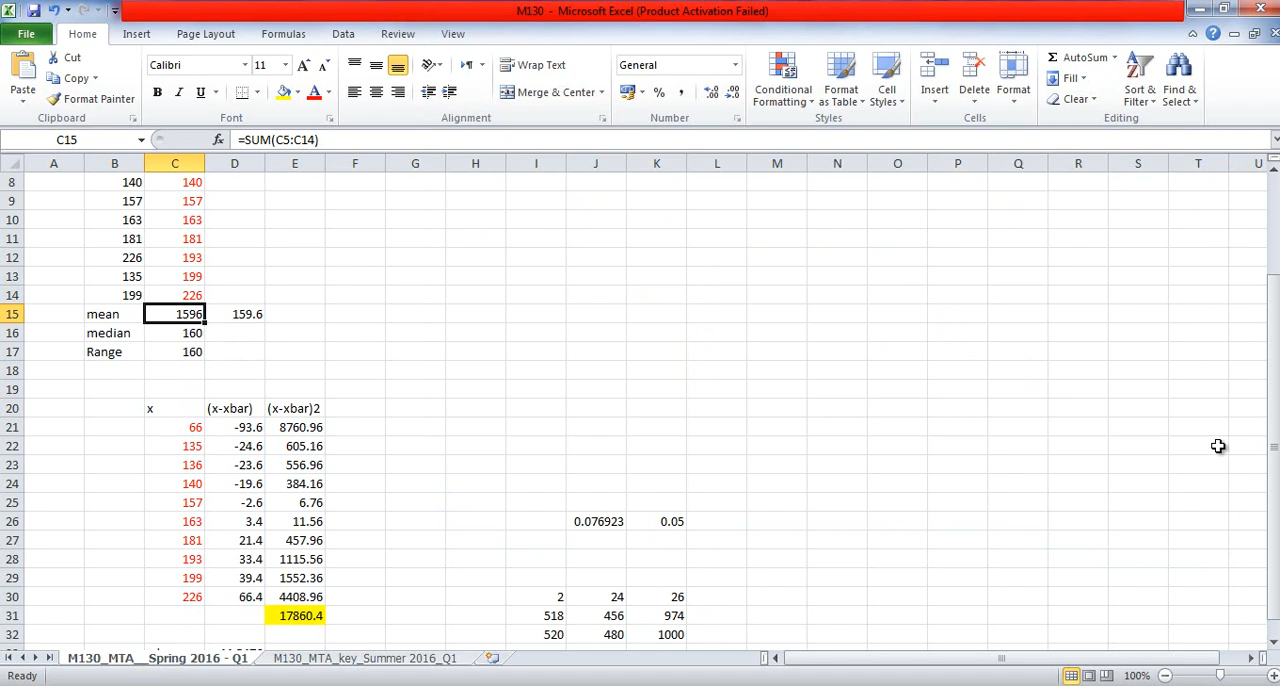 M130 - Microsoft Excel (Product Activation Failed)
File Home Insert Page Layout Formulas Data Review View
Paste Cut Copy Format Painter Clipboard
Calibri 11 A A B I U A Font
Wrap Text Merge & Center Alignment
General % , Number
Conditional Formatting Format as Table Cell Styles Styles
Insert Delete Format Cells
Σ AutoSum Fill Clear Sort & Filter Find & Select Editing
C15 fx =SUM(C5:C14)
A B C D E F G H I J K L M N O P Q R S T U
8 140 140
9 157 157
10 163 163
11 181 181
12 226 193
13 135 199
14 199 226
15 mean 1596 159.6
16 median 160
17 Range 160
18
19
20 x (x-xbar) (x-xbar)2
21 66 -93.6 8760.96
22 135 -24.6 605.16
23 136 -23.6 556.96
24 140 -19.6 384.16
25 157 -2.6 6.76
26 163 3.4 11.56 0.076923 0.05
27 181 21.4 457.96
28 193 33.4 1115.56
29 199 39.4 1552.36
30 226 66.4 4408.96 2 24 26
31 17860.4 518 456 974
32 520 480 1000
M130_MTA__Spring 2016 - Q1 M130_MTA_key_Summer 2016_Q1
Ready 100%